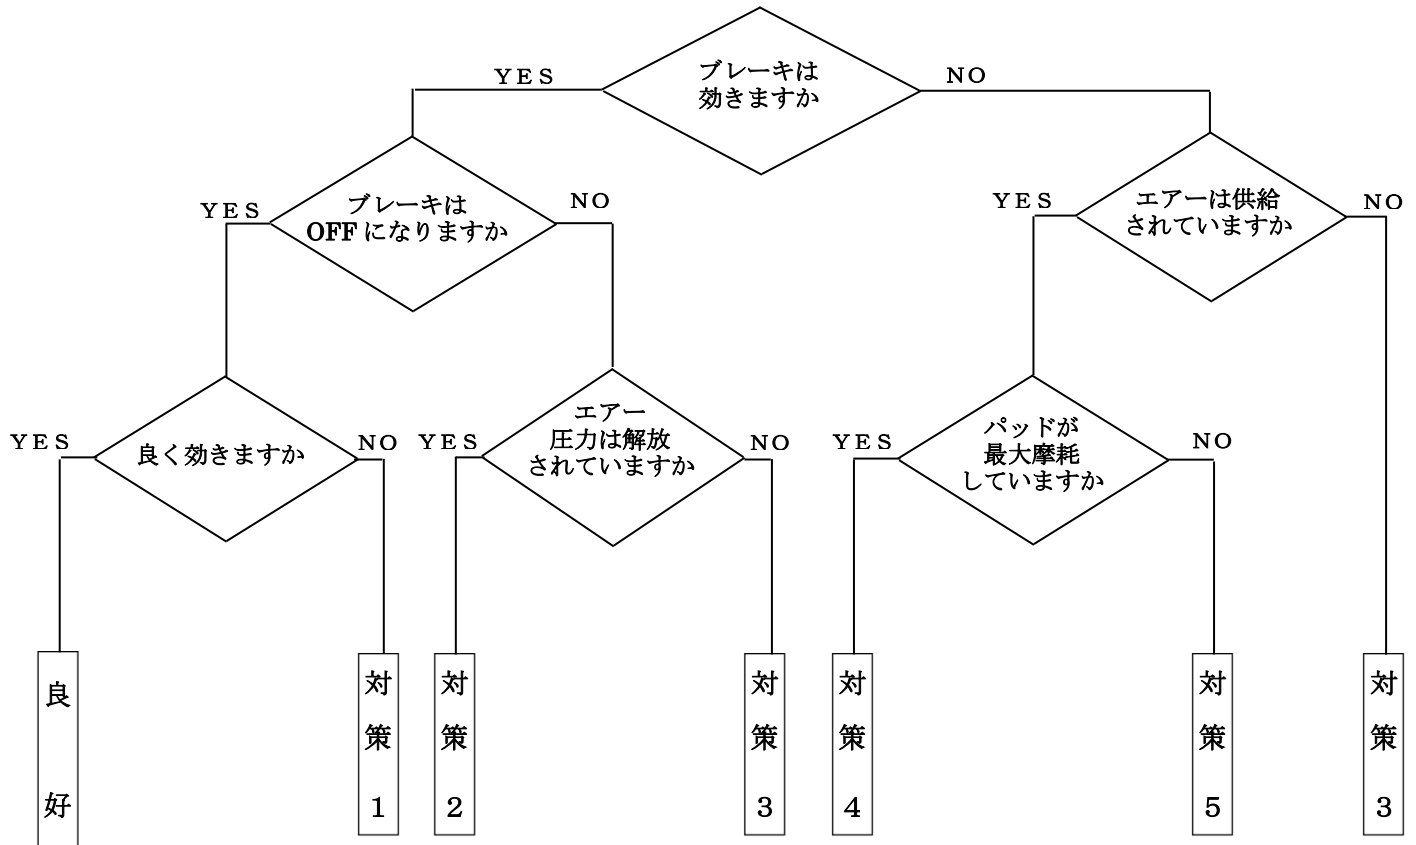 ブレーキは
効きますか
YES
NO
ブレーキは
OFFになりますか
YES
NO
エアーは供給
されていますか
YES
NO
良く効きますか
YES
NO
エアー
圧力は解放
されていますか
YES
NO
パッドが
最大摩耗
していますか
YES
NO
良好
対策1
対策2
対策3
対策4
対策5
対策3